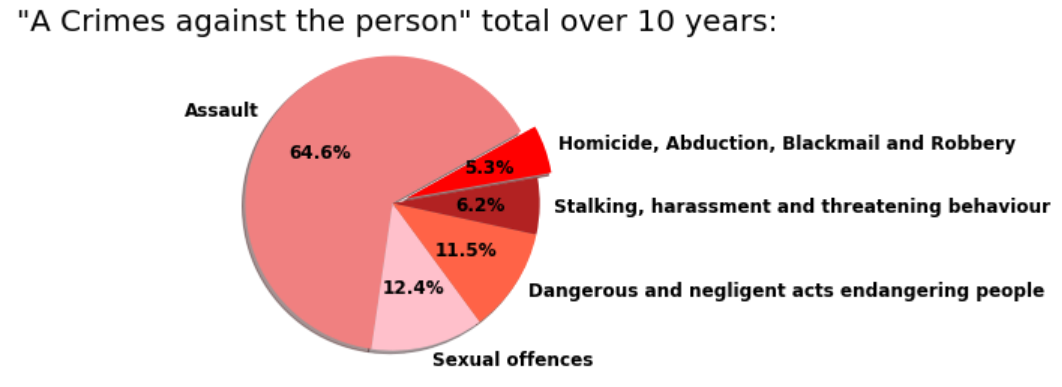 "A Crimes against the person" total over 10 years:
Assault
64.6%
Homicide, Abduction, Blackmail and Robbery
5.3%
Stalking, harassment and threatening behaviour
6.2%
Dangerous and negligent acts endangering people
11.5%
Sexual offences
12.4%